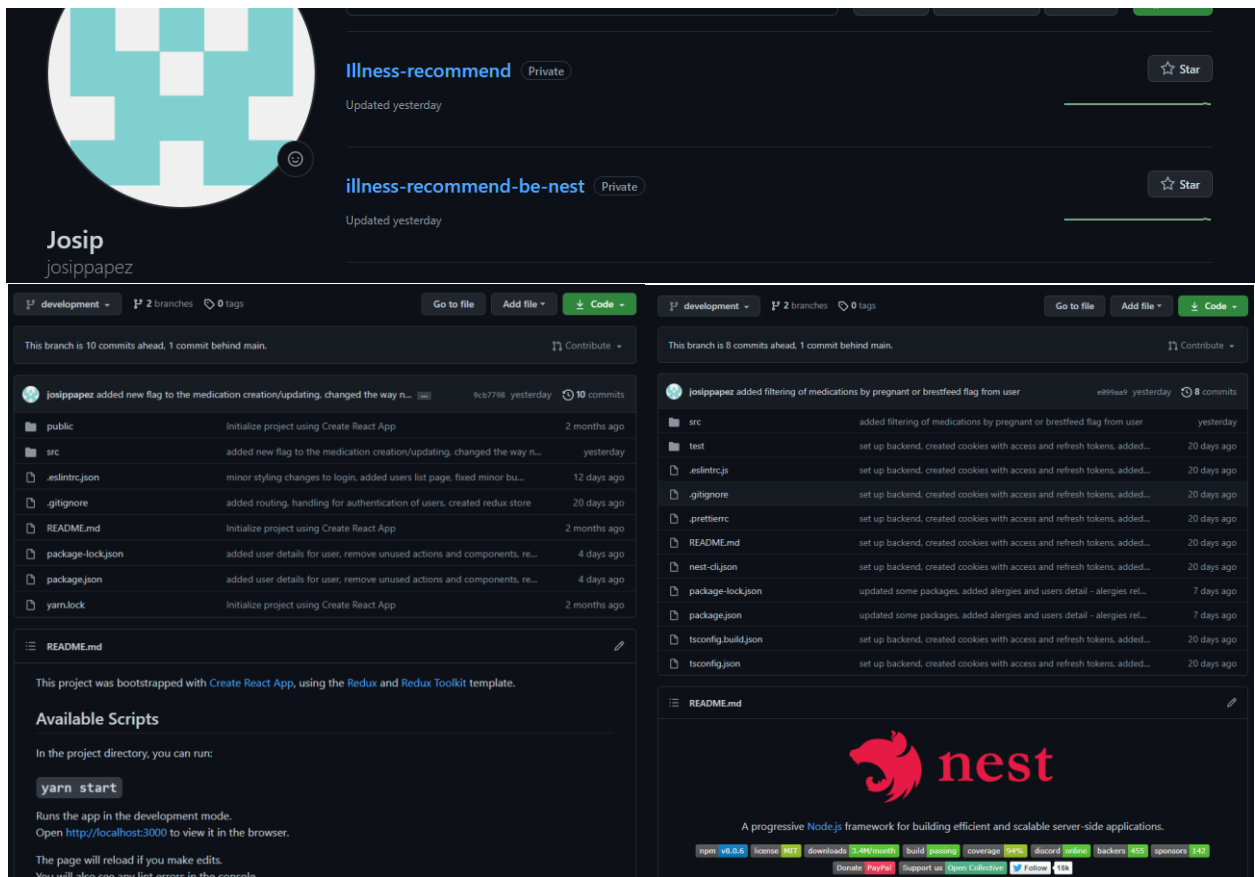 Illness-recommend Private
Star
Updated yesterday
illness-recommend-be-nest Private
Star
Updated yesterday
Josip
josippapez
development 2 branches 0 tags Go to file Add file Code
This branch is 10 commits ahead, 1 commit behind main. Contribute
josippapez added new flag to the medication creation/updating, changed the way n... 9cb7798 yesterday 10 commits
public Initialize project using Create React App 2 months ago
src added new flag to the medication creation/updating, changed the way n... yesterday
.eslintrc.json minor styling changes to login, added users list page, fixed minor bu... 12 days ago
.gitignore added routing, handling for authentication of users, created redux store 20 days ago
README.md Initialize project using Create React App 2 months ago
package-lock.json added user details for user, remove unused actions and components, re... 4 days ago
package.json added user details for user, remove unused actions and components, re... 4 days ago
yarn.lock Initialize project using Create React App 2 months ago
README.md
This project was bootstrapped with Create React App, using the Redux and Redux Toolkit template.
Available Scripts
In the project directory, you can run:
yarn start
Runs the app in the development mode.
Open http://localhost:3000 to view it in the browser.
The page will reload if you make edits.
You will also see any lint errors in the console.
development 2 branches 0 tags Go to file Add file Code
This branch is 8 commits ahead, 1 commit behind main. Contribute
josippapez added filtering of medications by pregnant or brestfeed flag from user e099aa9 yesterday 8 commits
src added filtering of medications by pregnant or brestfeed flag from user yesterday
test set up backend, created cookies with access and refresh tokens, added... 20 days ago
.eslintrc.js set up backend, created cookies with access and refresh tokens, added... 20 days ago
.gitignore set up backend, created cookies with access and refresh tokens, added... 20 days ago
.prettierrc set up backend, created cookies with access and refresh tokens, added... 20 days ago
README.md set up backend, created cookies with access and refresh tokens, added... 20 days ago
nest-cli.json set up backend, created cookies with access and refresh tokens, added... 20 days ago
package-lock.json updated some packages, added alergies and users detail - alergies rel... 7 days ago
package.json updated some packages, added alergies and users detail - alergies rel... 7 days ago
tsconfig.build.json set up backend, created cookies with access and refresh tokens, added... 20 days ago
tsconfig.json set up backend, created cookies with access and refresh tokens, added... 20 days ago
README.md
nest
A progressive Node.js framework for building efficient and scalable server-side applications.
npm v8.0.6 license MIT downloads 3.4M/month build passing coverage 94% discord online backers 455 sponsors 142
Donate PayPal Support us Open Collective Follow 18k